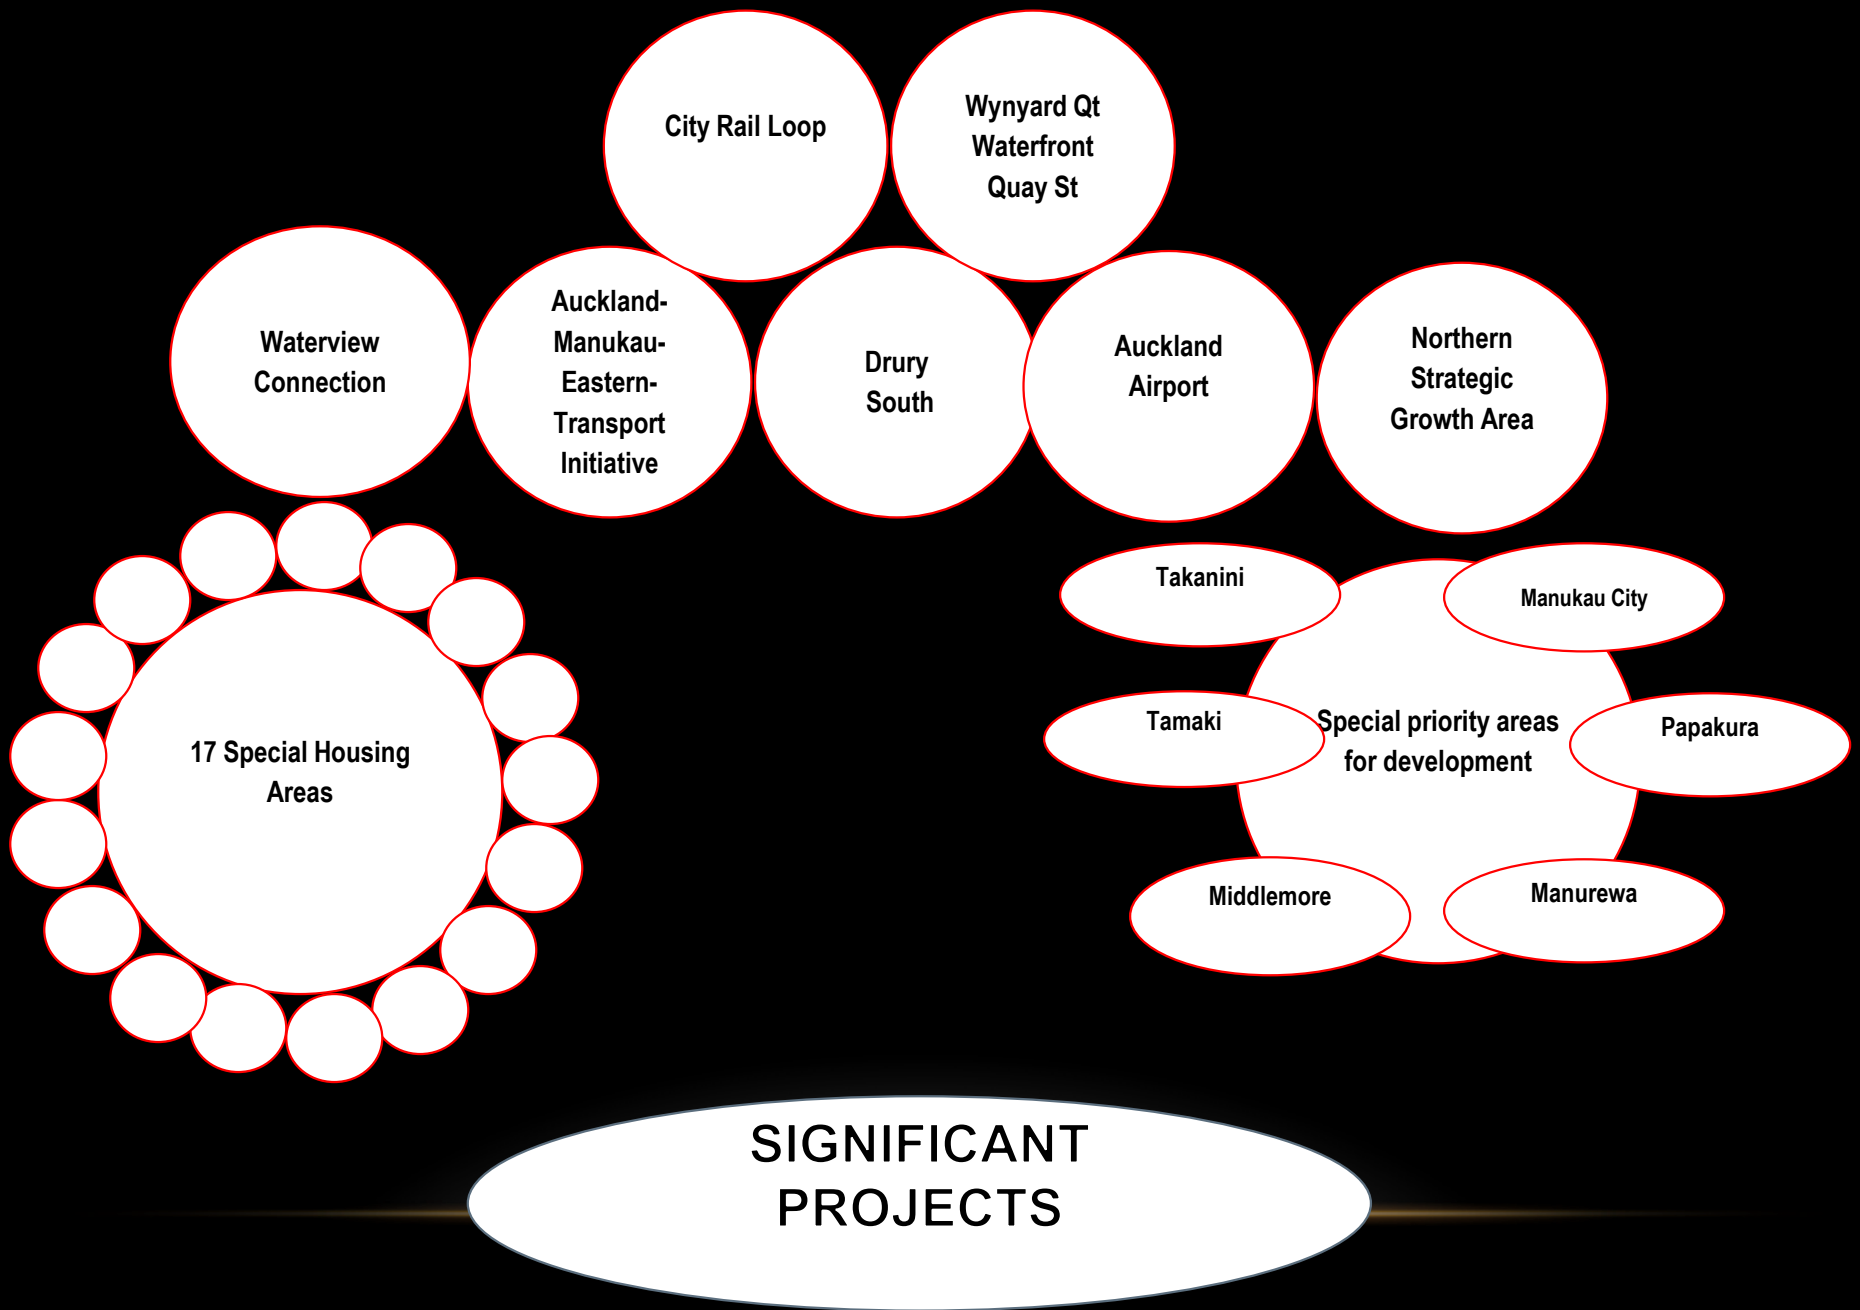 City Rail Loop
Wynyard Qt
Waterfront
Quay St
Waterview
Connection
Auckland-
Manukau-
Eastern-
Transport
Initiative
Drury
South
Auckland
Airport
Northern
Strategic
Growth Area
17 Special Housing
Areas
Takanini
Manukau City
Tamaki
Special priority areas
for development
Papakura
Middlemore
Manurewa
SIGNIFICANT
PROJECTS